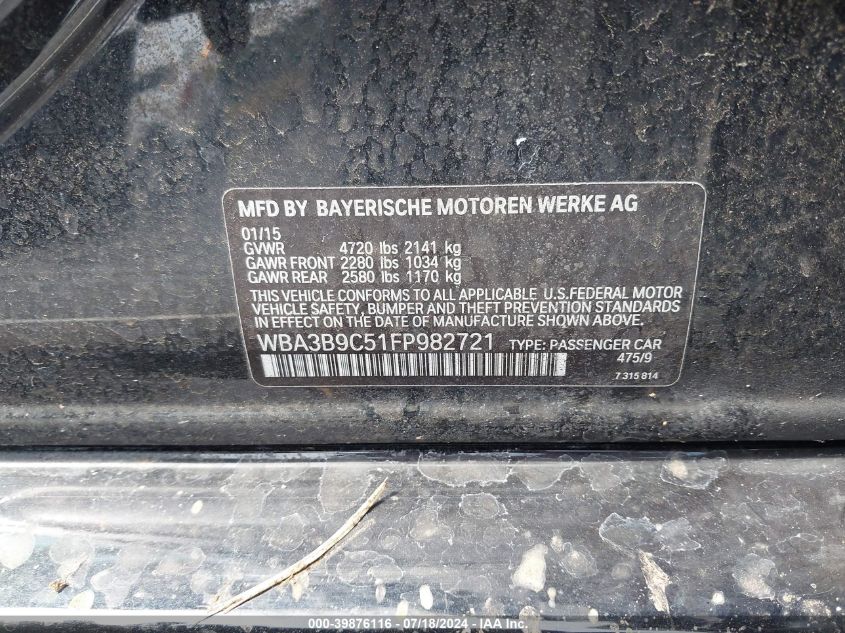 MFD BY BAYERISCHE MOTOREN WERKE AG
01/15
GVWR 4720 lbs 2141 kg
GAWR FRONT 2280 lbs 1034 kg
GAWR REAR 2580 lbs 1170 kg
THIS VEHICLE CONFORMS TO ALL APPLICABLE U.S.FEDERAL MOTOR
VEHICLE SAFETY, BUMPER AND THEFT PREVENTION STANDARDS
IN EFFECT ON THE DATE OF MANUFACTURE SHOWN ABOVE.
WBA3B9C51FP982721 TYPE: PASSENGER CAR
475/9
7 315 814
000-39876116 - 07/18/2024 - IAA Inc.